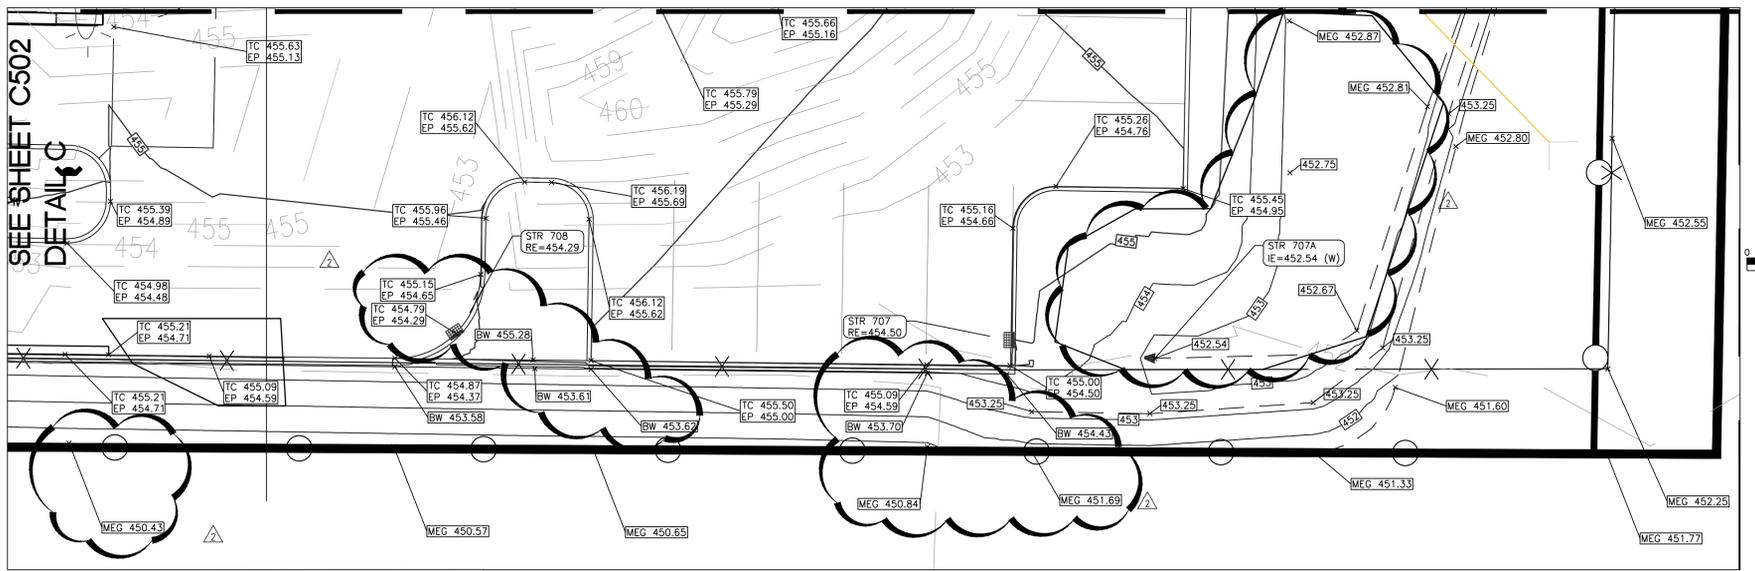 SEE SHEET C502
DETAIL C
454
455
TC 455.63
EP 455.13
TC 455.66
EP 455.16
459
460
TC 455.79
EP 455.29
455
455
MEG 452.87
MEG 452.81
453.25
MEG 452.80
TC 456.12
EP 455.62
TC 455.26
EP 454.76
455
453
453
452.75
TC 456.19
EP 455.69
TC 455.39
EP 454.89
TC 455.96
EP 455.46
TC 455.16
EP 454.66
TC 455.45
EP 454.95
2
MEG 452.55
454
455
455
STR 708
RE=454.29
455
STR 707A
IE=452.54 (W)
2
0
TC 454.98
EP 454.48
TC 455.15
EP 454.65
454
453
452.67
TC 454.79
EP 454.29
TC 456.12
EP 455.62
STR 707
RE=454.50
TC 455.21
EP 454.71
BW 455.28
452.54
453.25
TC 455.21
EP 454.71
TC 455.09
EP 454.59
TC 454.87
EP 454.37
BW 453.61
TC 455.09
EP 454.59
TC 455.00
EP 454.50
453
453.25
453.25
453.25
MEG 451.60
BW 453.58
TC 455.50
EP 455.00
BW 453.62
BW 453.70
BW 454.43
453
452
MEG 450.43
2
MEG 450.57
MEG 450.65
MEG 450.84
MEG 451.69
2
MEG 451.33
MEG 452.25
MEG 451.77